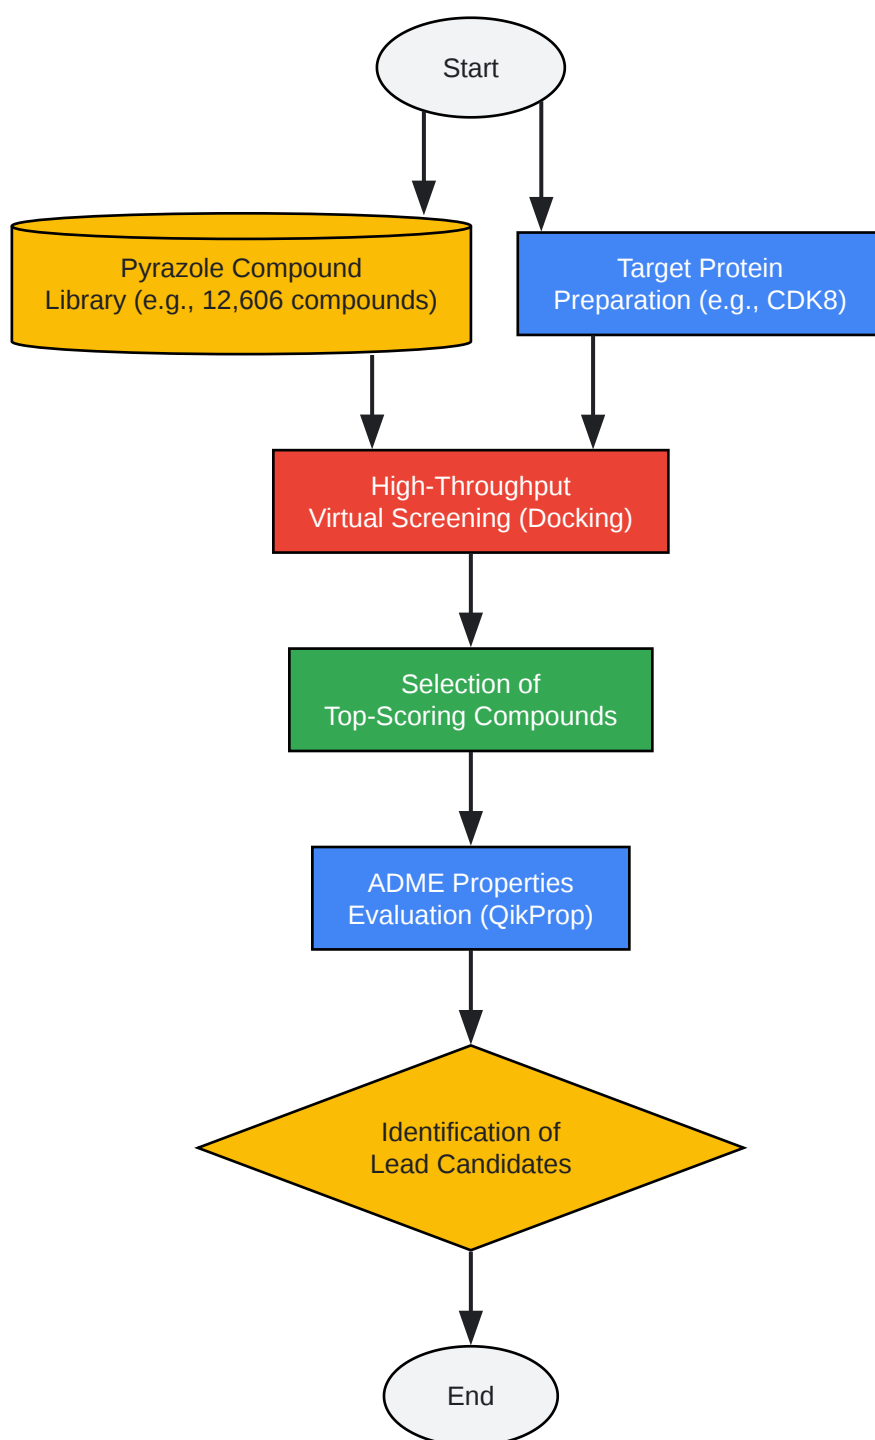 Start
Pyrazole Compound
Library (e.g., 12,606 compounds)
Target Protein
Preparation (e.g., CDK8)
High-Throughput
Virtual Screening (Docking)
Selection of
Top-Scoring Compounds
ADME Properties
Evaluation (QikProp)
Identification of
Lead Candidates
End